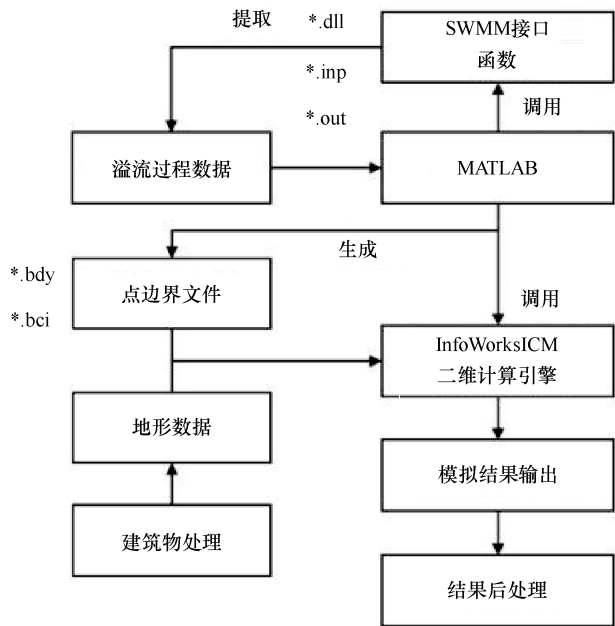 提取
*.dll
SWMM接口
函数
*.inp
*.out
调用
溢流过程数据
MATLAB
生成
*.bdy
点边界文件
*.bci
调用
InfoWorksICM
二维计算引擎
地形数据
模拟结果输出
建筑物处理
结果后处理